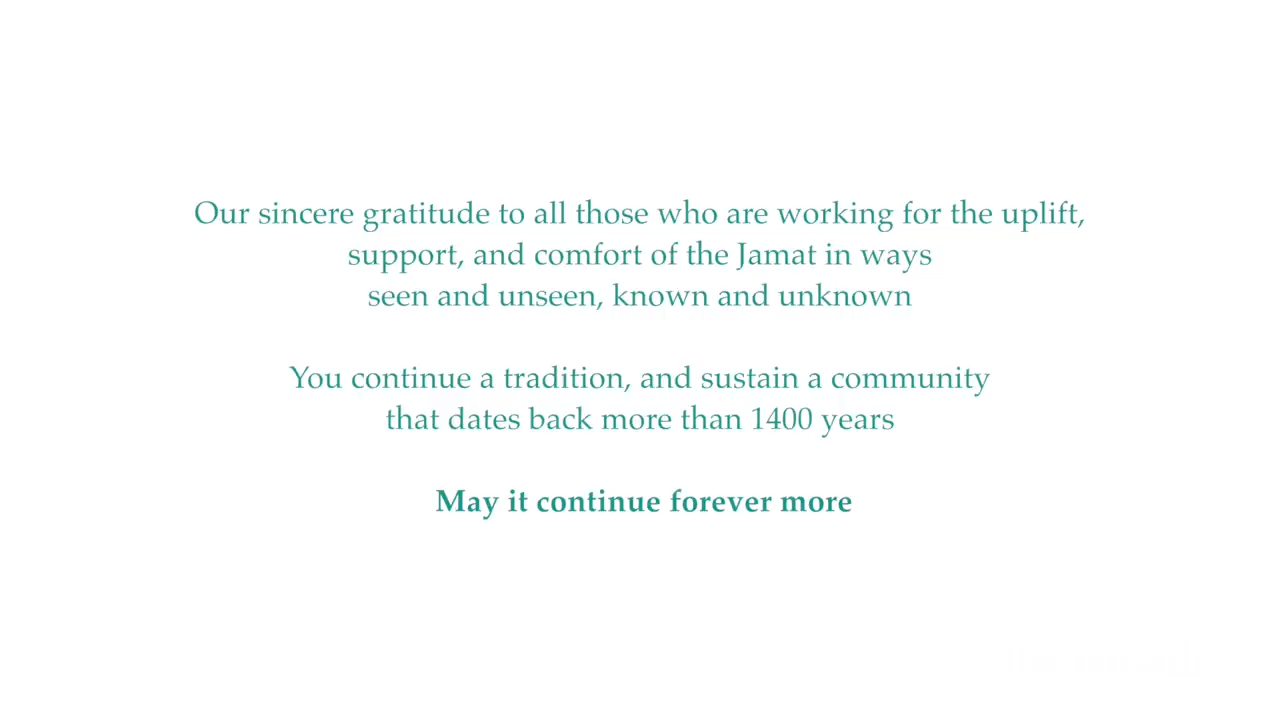 Our sincere gratitude to all those who are working for the uplift,
support, and comfort of the Jamat in ways
seen and unseen, known and unknown
You continue a tradition, and sustain a community
that dates back more than 1400 years
May it continue forever more